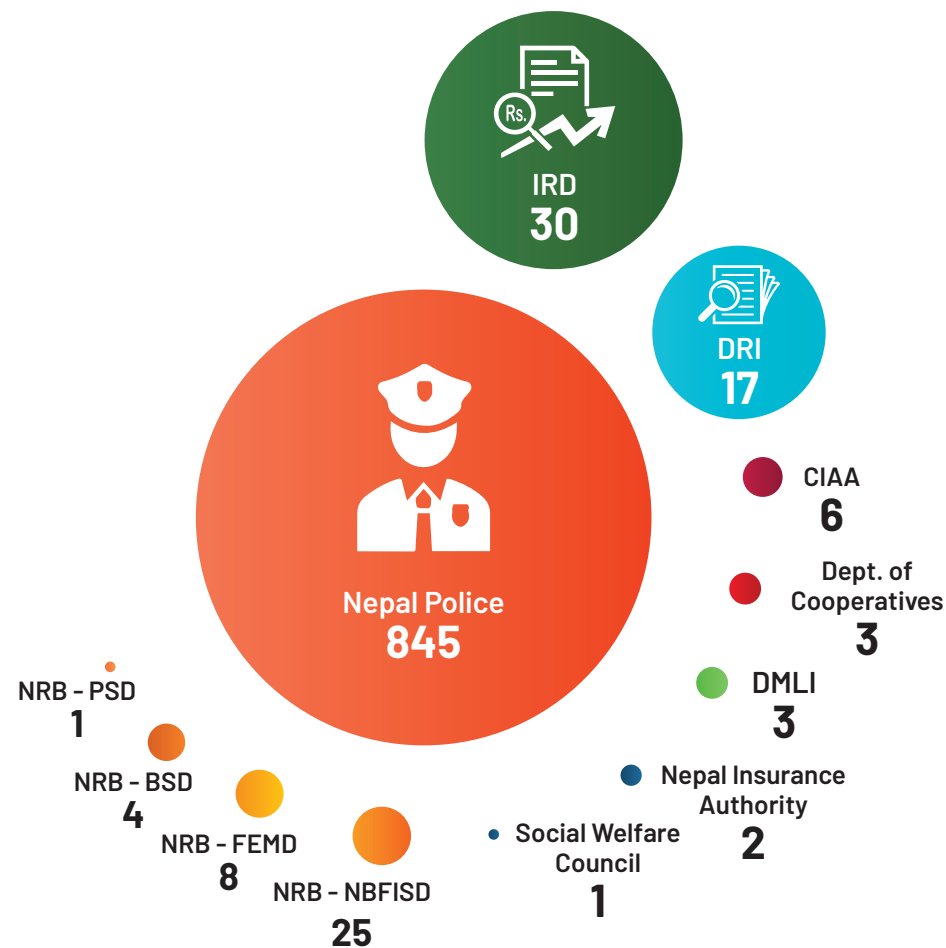 Rs.
IRD
30
DRI
17
Nepal Police
845
CIAA
6
Dept. of
Cooperatives
3
DMLI
3
Nepal Insurance
Authority
2
Social Welfare
Council
1
NRB - NBFISD
25
NRB - FEMD
8
NRB - BSD
4
NRB - PSD
1